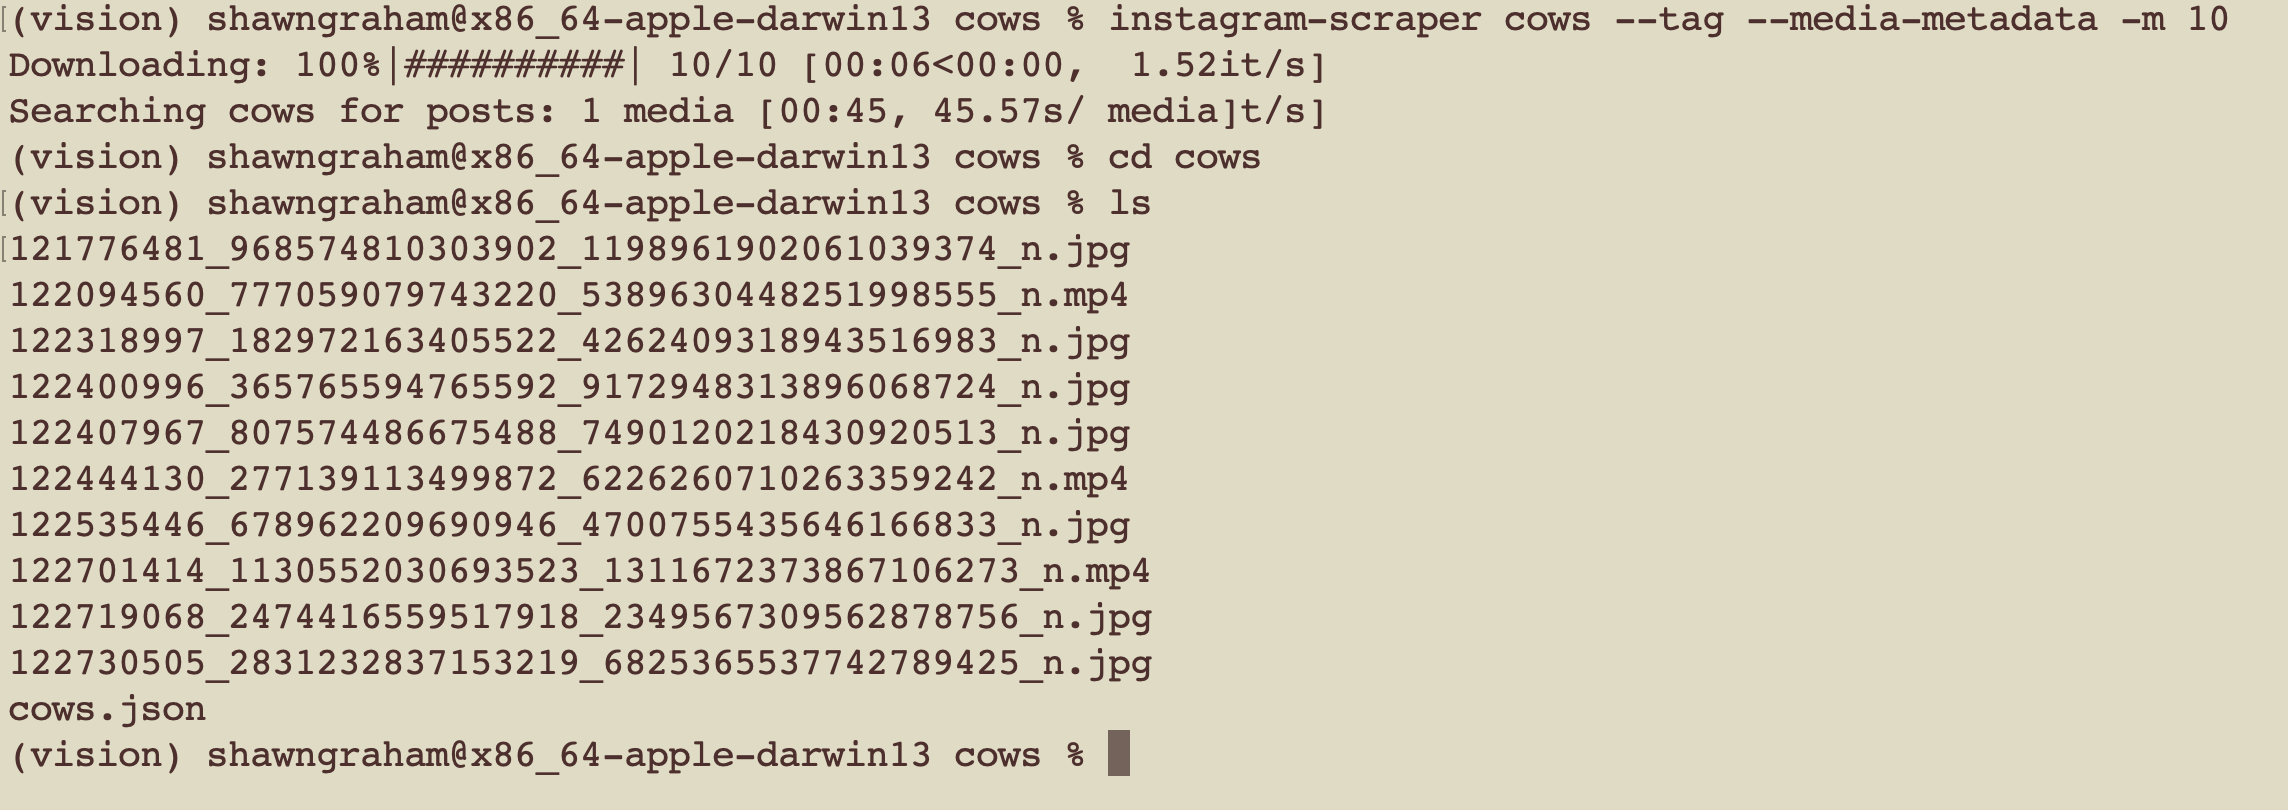 [(vision) shawngraham@x86_64-apple-darwin13 cows % instagram-scraper cows --tag --media-metadata -m 10
Downloading: 100%|##########| 10/10 [00:06<00:00,  1.52it/s]
Searching cows for posts: 1 media [00:45, 45.57s/ media]t/s]
(vision) shawngraham@x86_64-apple-darwin13 cows % cd cows
[(vision) shawngraham@x86_64-apple-darwin13 cows % ls
[121776481_968574810303902_1198961902061039374_n.jpg
122094560_777059079743220_5389630448251998555_n.mp4
122318997_182972163405522_4262409318943516983_n.jpg
122400996_365765594765592_9172948313896068724_n.jpg
122407967_807574486675488_7490120218430920513_n.jpg
122444130_277139113499872_6226260710263359242_n.mp4
122535446_678962209690946_4700755435646166833_n.jpg
122701414_1130552030693523_1311672373867106273_n.mp4
122719068_2474416559517918_2349567309562878756_n.jpg
122730505_2831232837153219_6825365537742789425_n.jpg
cows.json
(vision) shawngraham@x86_64-apple-darwin13 cows %